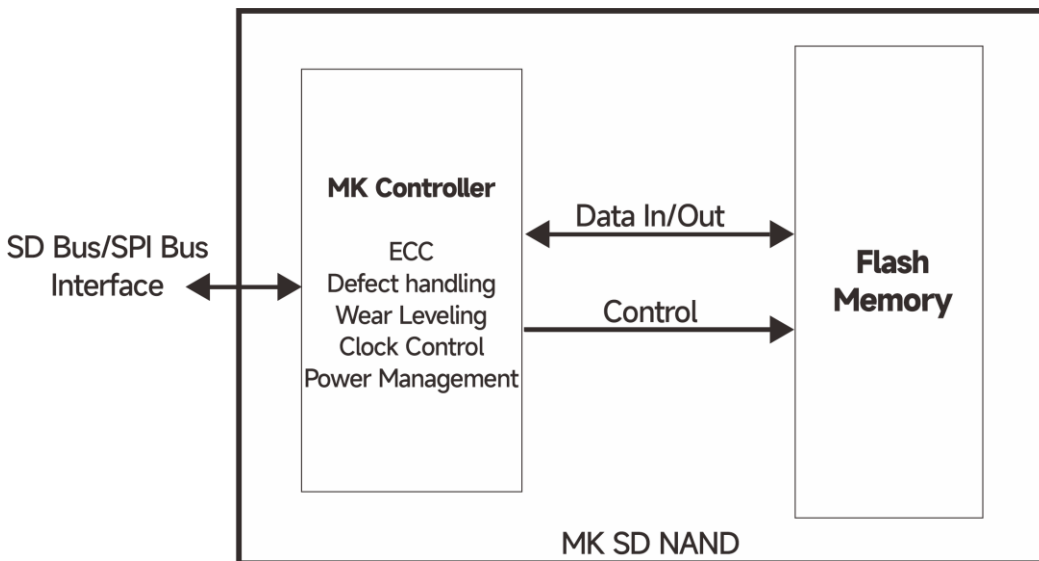 SD Bus/SPI Bus
Interface
MK Controller
ECC
Defect handling
Wear Leveling
Clock Control
Power Management
Data In/Out
Control
Flash
Memory
MK SD NAND